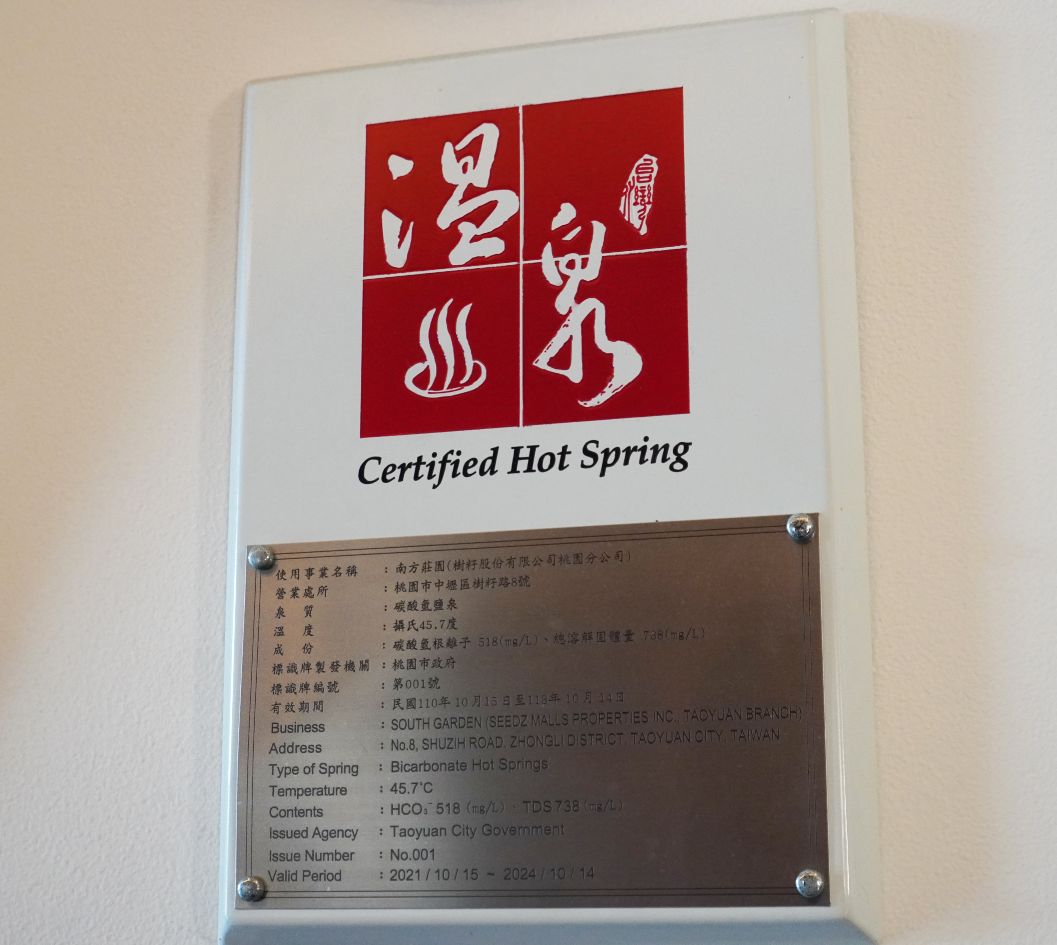 溫泉
台灣
Certified Hot Spring
使用事業名稱 : 南方莊園(樹籽股份有限公司桃園分公司)
營業處所 : 桃園市中壢區樹籽路8號
泉 質 : 碳酸氫鹽泉
溫 度 : 攝氏45.7度
成 份 : 碳酸氫根離子 518(mg/L)、總溶解固體量 738(mg/L)
標識牌製發機關 : 桃園市政府
標識牌編號 : 第001號
有效期間 : 民國110年10月15日至113年10月14日
Business : SOUTH GARDEN (SEEDZ MALLS PROPERTIES INC., TAOYUAN BRANCH)
Address : No.8, SHUZIH ROAD, ZHONGLI DISTRICT, TAOYUAN CITY, TAIWAN
Type of Spring : Bicarbonate Hot Springs
Temperature : 45.7°C
Contents : HCO₃⁻ 518 (mg/L)、TDS 738 (mg/L)
Issued Agency : Taoyuan City Government
Issue Number : No.001
Valid Period : 2021 / 10 / 15 ~ 2024 / 10 / 14